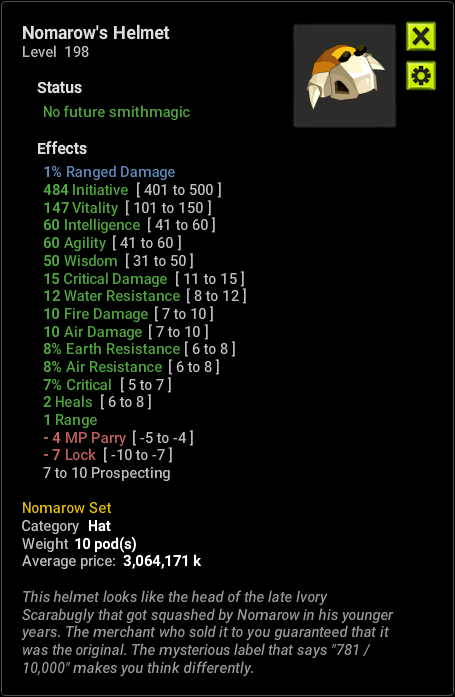 Nomarow's Helmet
Level 198
Status
No future smithmagic
Effects
1% Ranged Damage
484 Initiative [ 401 to 500 ]
147 Vitality [ 101 to 150 ]
60 Intelligence [ 41 to 60 ]
60 Agility [ 41 to 60 ]
50 Wisdom [ 31 to 50 ]
15 Critical Damage [ 11 to 15 ]
12 Water Resistance [ 8 to 12 ]
10 Fire Damage [ 7 to 10 ]
10 Air Damage [ 7 to 10 ]
8% Earth Resistance [ 6 to 8 ]
8% Air Resistance [ 6 to 8 ]
7% Critical [ 5 to 7 ]
2 Heals [ 6 to 8 ]
1 Range
- 4 MP Parry [ -5 to -4 ]
- 7 Lock [ -10 to -7 ]
7 to 10 Prospecting
Nomarow Set
Category Hat
Weight 10 pod(s)
Average price: 3,064,171 k
This helmet looks like the head of the late Ivory
Scarabugly that got squashed by Nomarow in his younger
years. The merchant who sold it to you guaranteed that it
was the original. The mysterious label that says "781 /
10,000" makes you think differently.